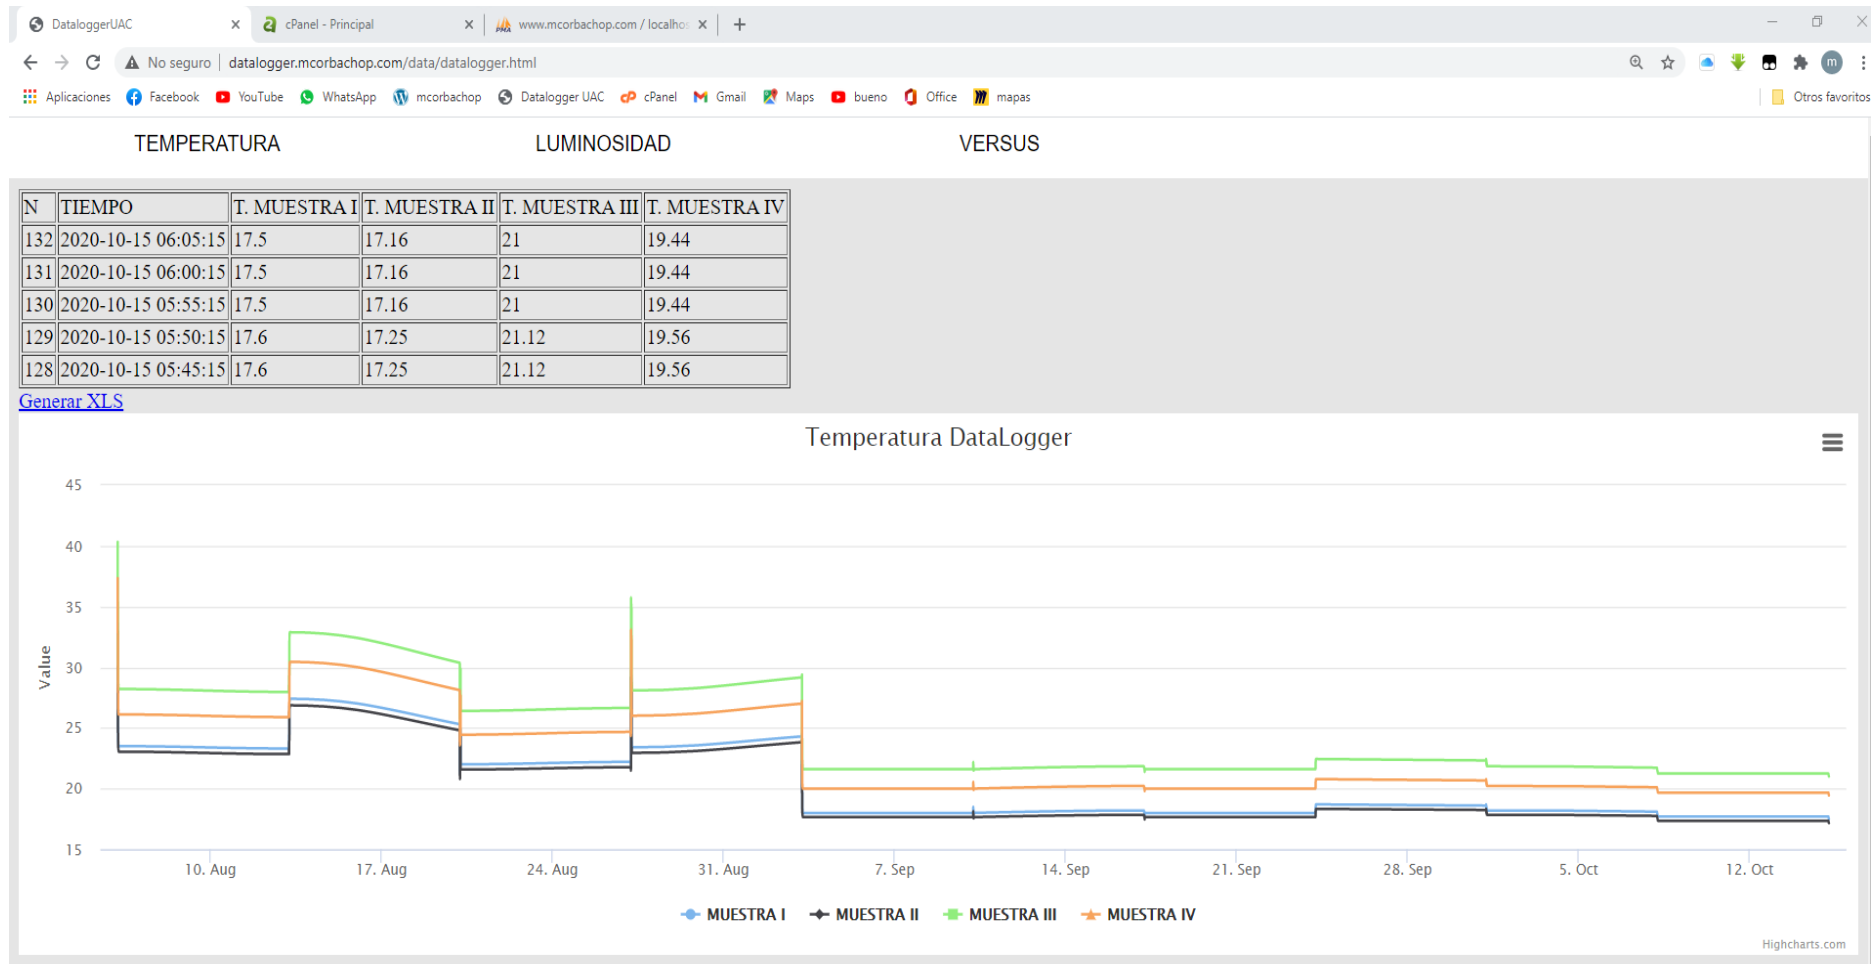 DataloggerUAC cPanel - Principal www.mcorbachop.com / localhos
No seguro datalogger.mcorbachop.com/data/datalogger.html m
Aplicaciones Facebook YouTube WhatsApp mcorbachop Datalogger UAC cPanel Gmail Maps bueno Office mapas Otros favoritos
TEMPERATURA LUMINOSIDAD VERSUS
N TIEMPO T. MUESTRA I T. MUESTRA II T. MUESTRA III T. MUESTRA IV
132 2020-10-15 06:05:15 17.5 17.16 21 19.44
131 2020-10-15 06:00:15 17.5 17.16 21 19.44
130 2020-10-15 05:55:15 17.5 17.16 21 19.44
129 2020-10-15 05:50:15 17.6 17.25 21.12 19.56
128 2020-10-15 05:45:15 17.6 17.25 21.12 19.56
Generar XLS
Temperatura DataLogger
45
40
35
30
25
20
15
Value
10. Aug 17. Aug 24. Aug 31. Aug 7. Sep 14. Sep 21. Sep 28. Sep 5. Oct 12. Oct
MUESTRA I MUESTRA II MUESTRA III MUESTRA IV
Highcharts.com